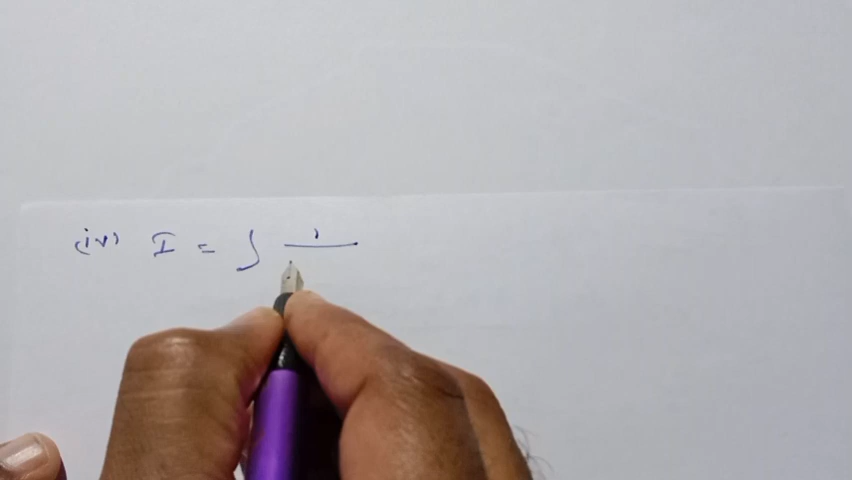 (iv) I = ∫ 1/